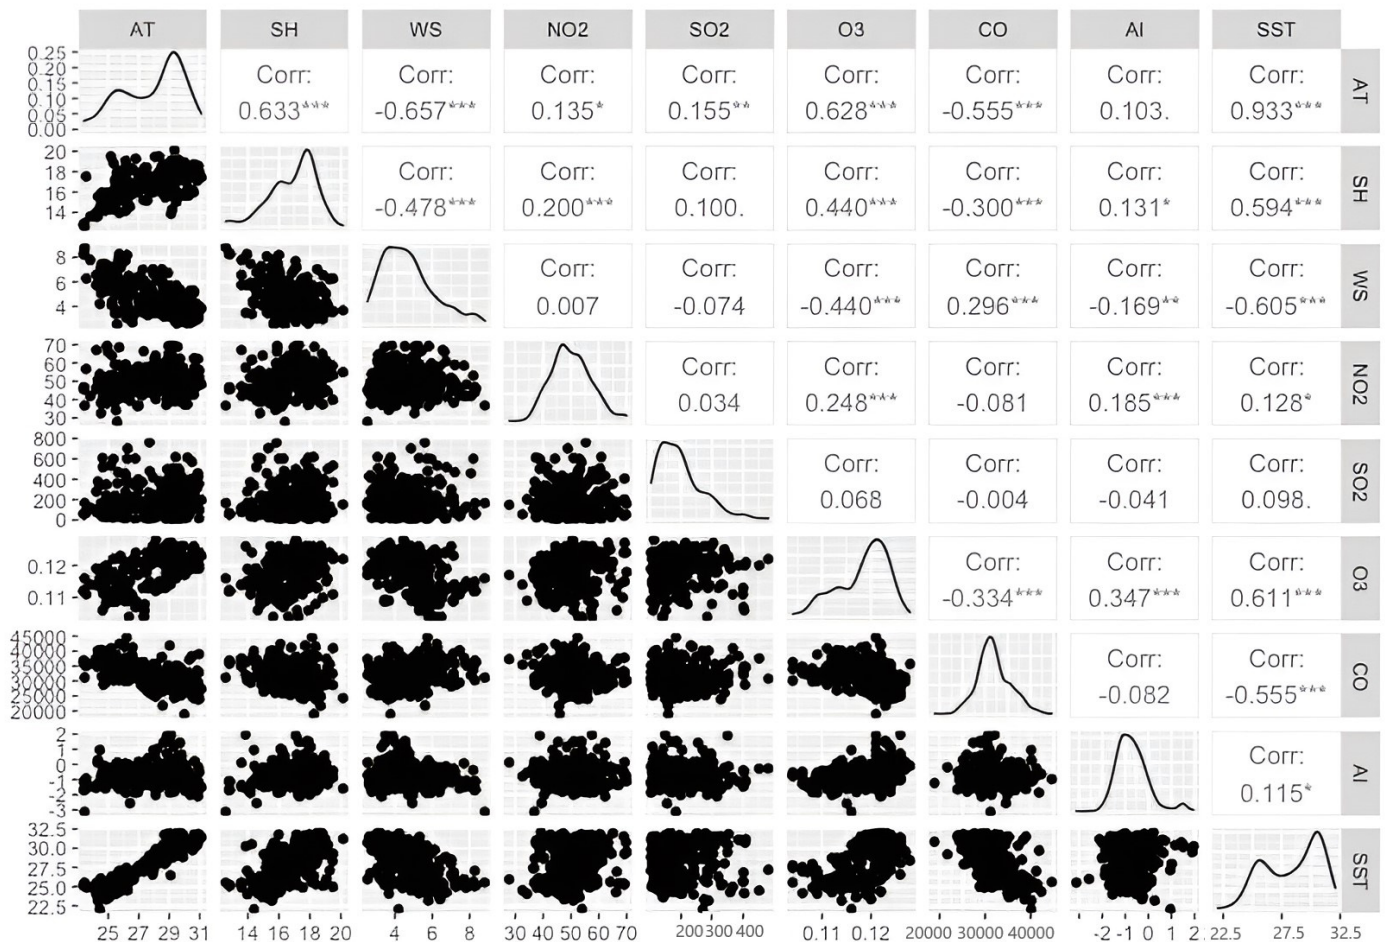 AT SH WS NO2 SO2 O3 CO AI SST
0.25
0.20
0.15
0.10
0.05
0.00
Corr: Corr: Corr: Corr: Corr: Corr: Corr: Corr:
0.633*** -0.657*** 0.135* 0.155** 0.628*** -0.555*** 0.103. 0.933***
AT
20
18
16
14
Corr: Corr: Corr: Corr: Corr: Corr: Corr:
-0.478*** 0.200*** 0.100. 0.440*** -0.300*** 0.131* 0.594***
SH
8
6
4
Corr: Corr: Corr: Corr: Corr: Corr:
0.007 -0.074 -0.440*** 0.296*** -0.169** -0.605***
WS
70
60
50
40
30
Corr: Corr: Corr: Corr: Corr:
0.034 0.248*** -0.081 0.185*** 0.128*
NO2
800
600
400
200
0
Corr: Corr: Corr: Corr:
0.068 -0.004 -0.041 0.098.
SO2
0.12
0.11
Corr: Corr: Corr:
-0.334*** 0.347*** 0.611***
O3
45000
40000
35000
30000
25000
20000
Corr: Corr:
-0.082 -0.555***
CO
2
1
0
-1
-2
-3
Corr:
0.115*
AI
32.5
30.0
27.5
25.0
22.5
SST
25 27 29 31 14 16 18 20 4 6 8 30 40 50 60 70 200 300 400 0.11 0.12 20000 30000 40000 -2 -1 0 1 2 22.5 27.5 32.5